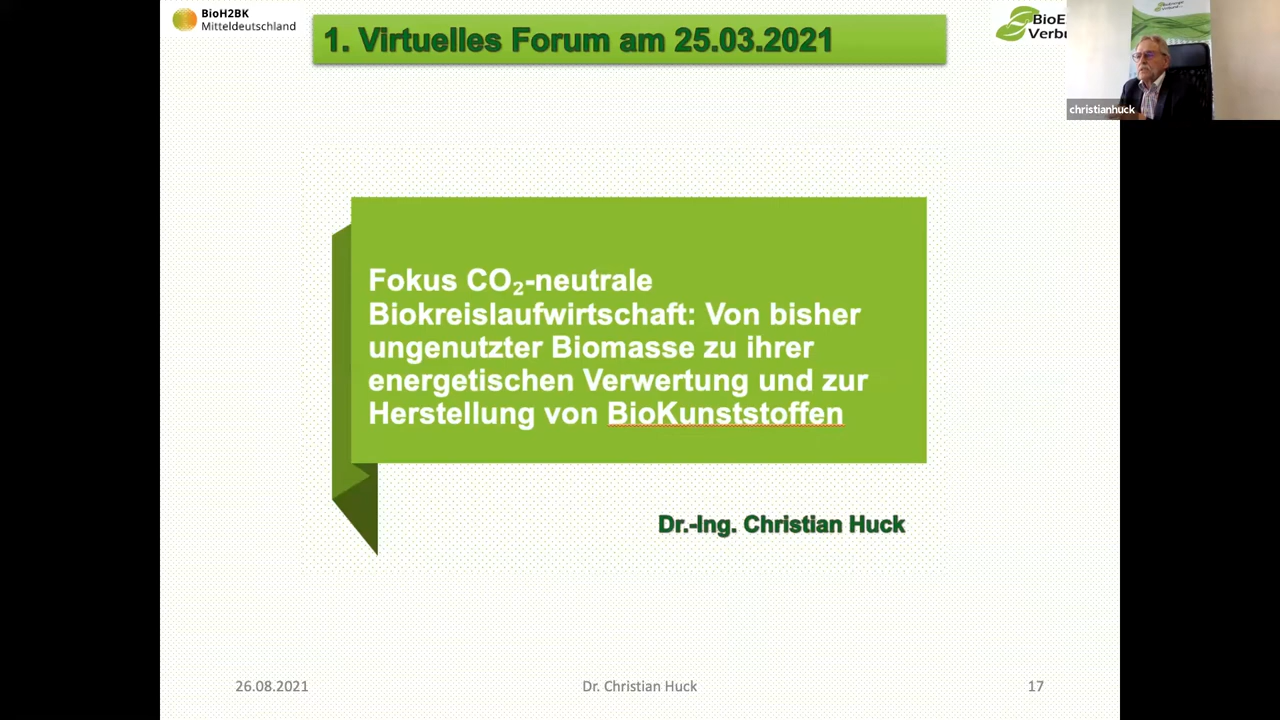 BioH2BK
Mitteldeutschland
1. Virtuelles Forum am 25.03.2021
christianhuck
Fokus CO₂-neutrale
Biokreislaufwirtschaft: Von bisher
ungenutzter Biomasse zu ihrer
energetischen Verwertung und zur
Herstellung von BioKunststoffen
Dr.-Ing. Christian Huck
26.08.2021
Dr. Christian Huck
17